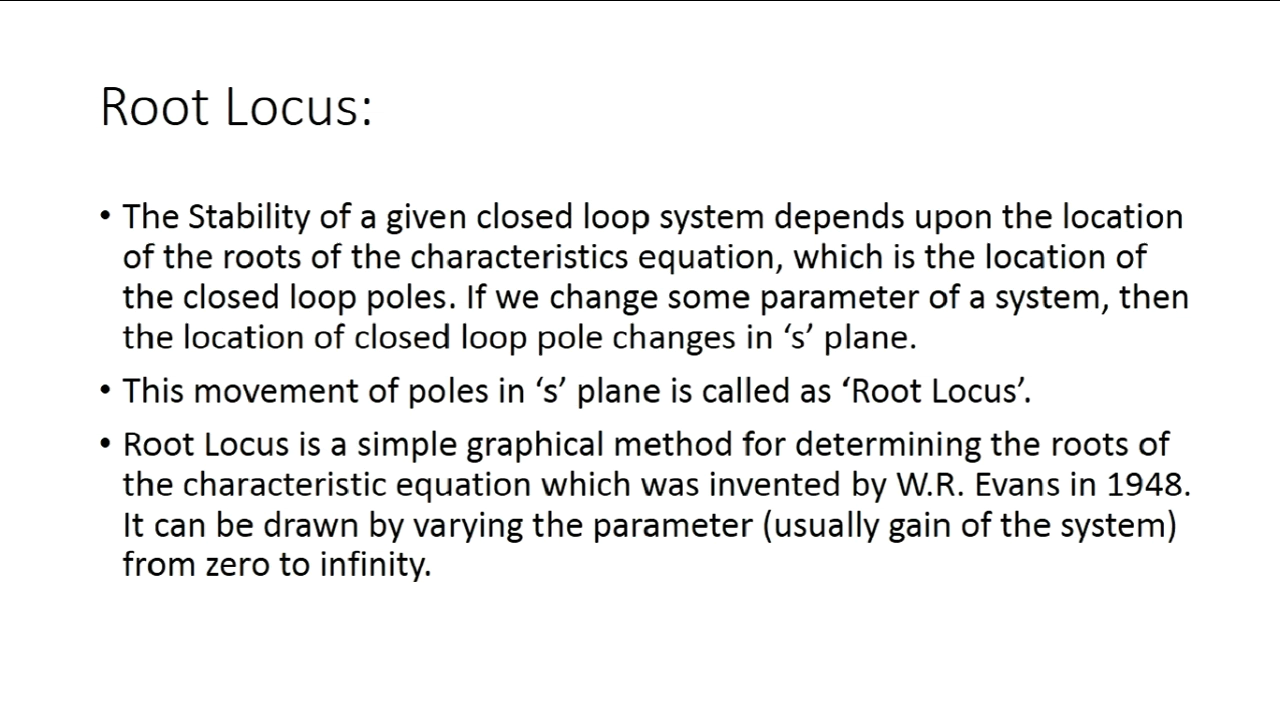 Root Locus:
• The Stability of a given closed loop system depends upon the location
of the roots of the characteristics equation, which is the location of
the closed loop poles. If we change some parameter of a system, then
the location of closed loop pole changes in ‘s’ plane.
• This movement of poles in ‘s’ plane is called as ‘Root Locus’.
• Root Locus is a simple graphical method for determining the roots of
the characteristic equation which was invented by W.R. Evans in 1948.
It can be drawn by varying the parameter (usually gain of the system)
from zero to infinity.